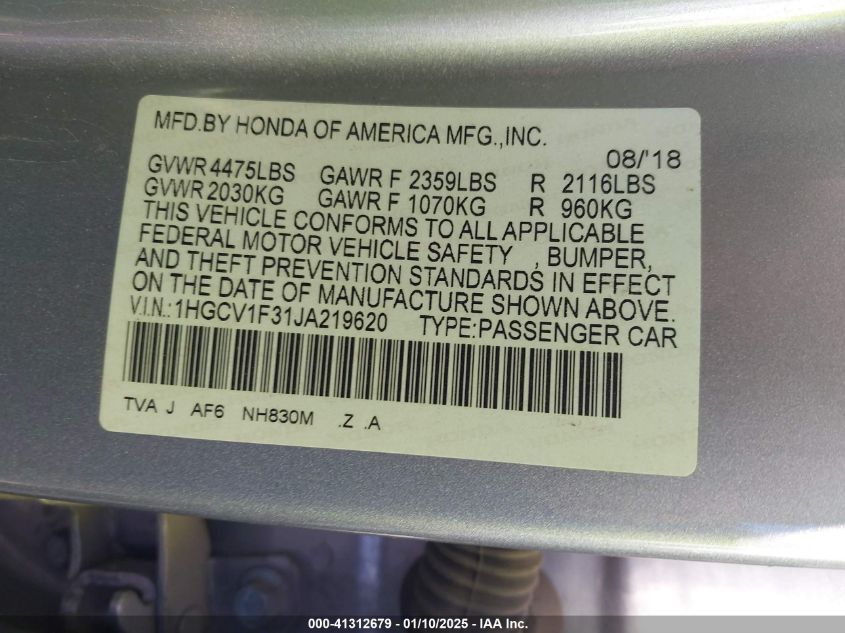 MFD.BY HONDA OF AMERICA MFG.,INC.
08/'18
GVWR 4475LBS GAWR F 2359LBS R 2116LBS
GVWR 2030KG GAWR F 1070KG R 960KG
THIS VEHICLE CONFORMS TO ALL APPLICABLE
FEDERAL MOTOR VEHICLE SAFETY , BUMPER,
AND THEFT PREVENTION STANDARDS IN EFFECT
ON THE DATE OF MANUFACTURE SHOWN ABOVE.
V.I.N.:1HGCV1F31JA219620 TYPE:PASSENGER CAR
TVA J AF6 NH830M .Z .A
000-41312679 - 01/10/2025 - IAA Inc.